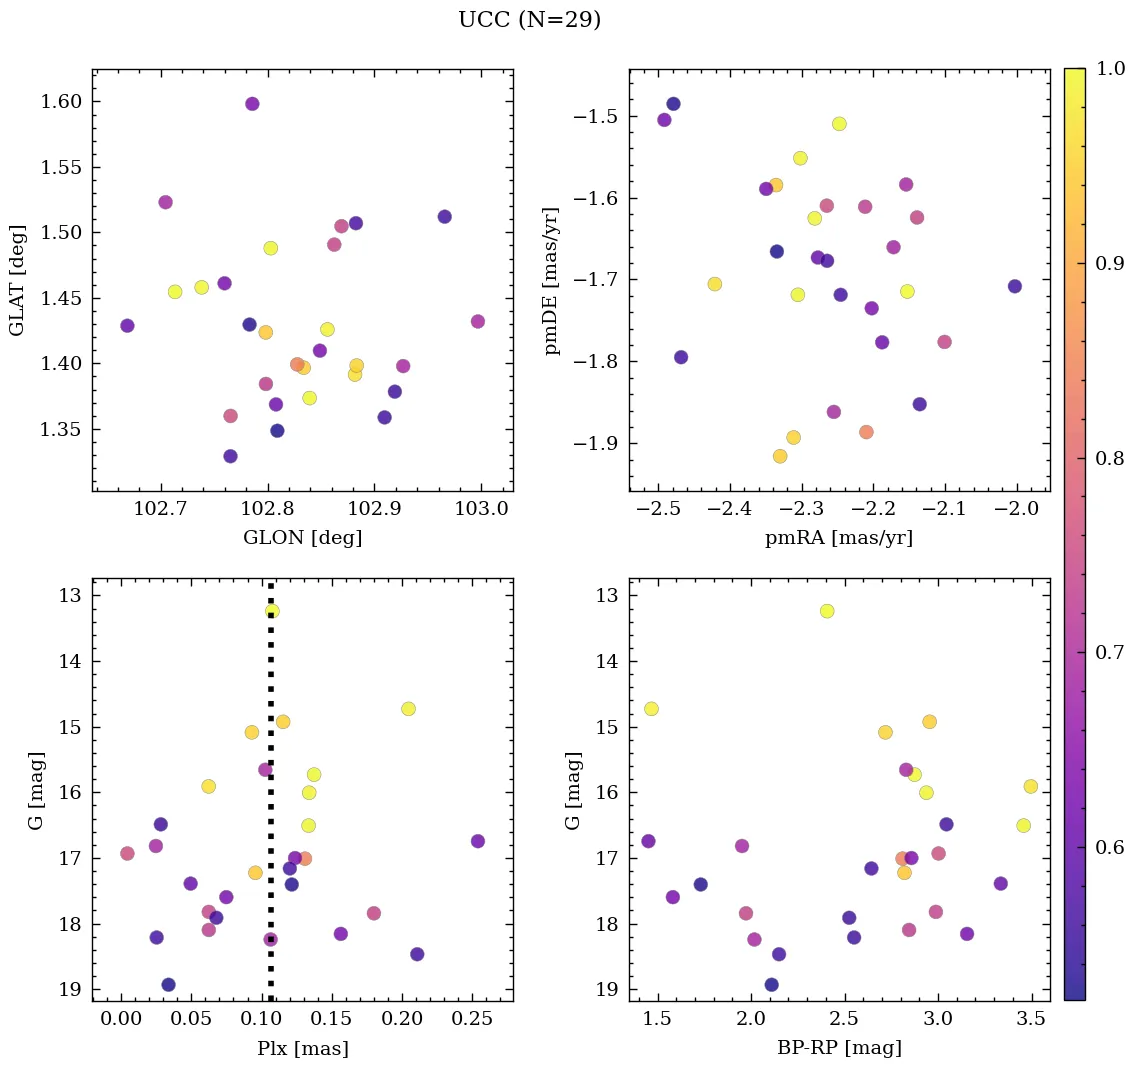 UCC (N=29)
1.60
1.55
1.50
1.45
1.40
1.35
GLAT [deg]
102.7 102.8 102.9 103.0
GLON [deg]
−1.5
−1.6
−1.7
−1.8
−1.9
pmDE [mas/yr]
−2.5 −2.4 −2.3 −2.2 −2.1 −2.0
pmRA [mas/yr]
13
14
15
16
17
18
19
G [mag]
0.00 0.05 0.10 0.15 0.20 0.25
Plx [mas]
13
14
15
16
17
18
19
G [mag]
1.5 2.0 2.5 3.0 3.5
BP-RP [mag]
1.0
0.9
0.8
0.7
0.6